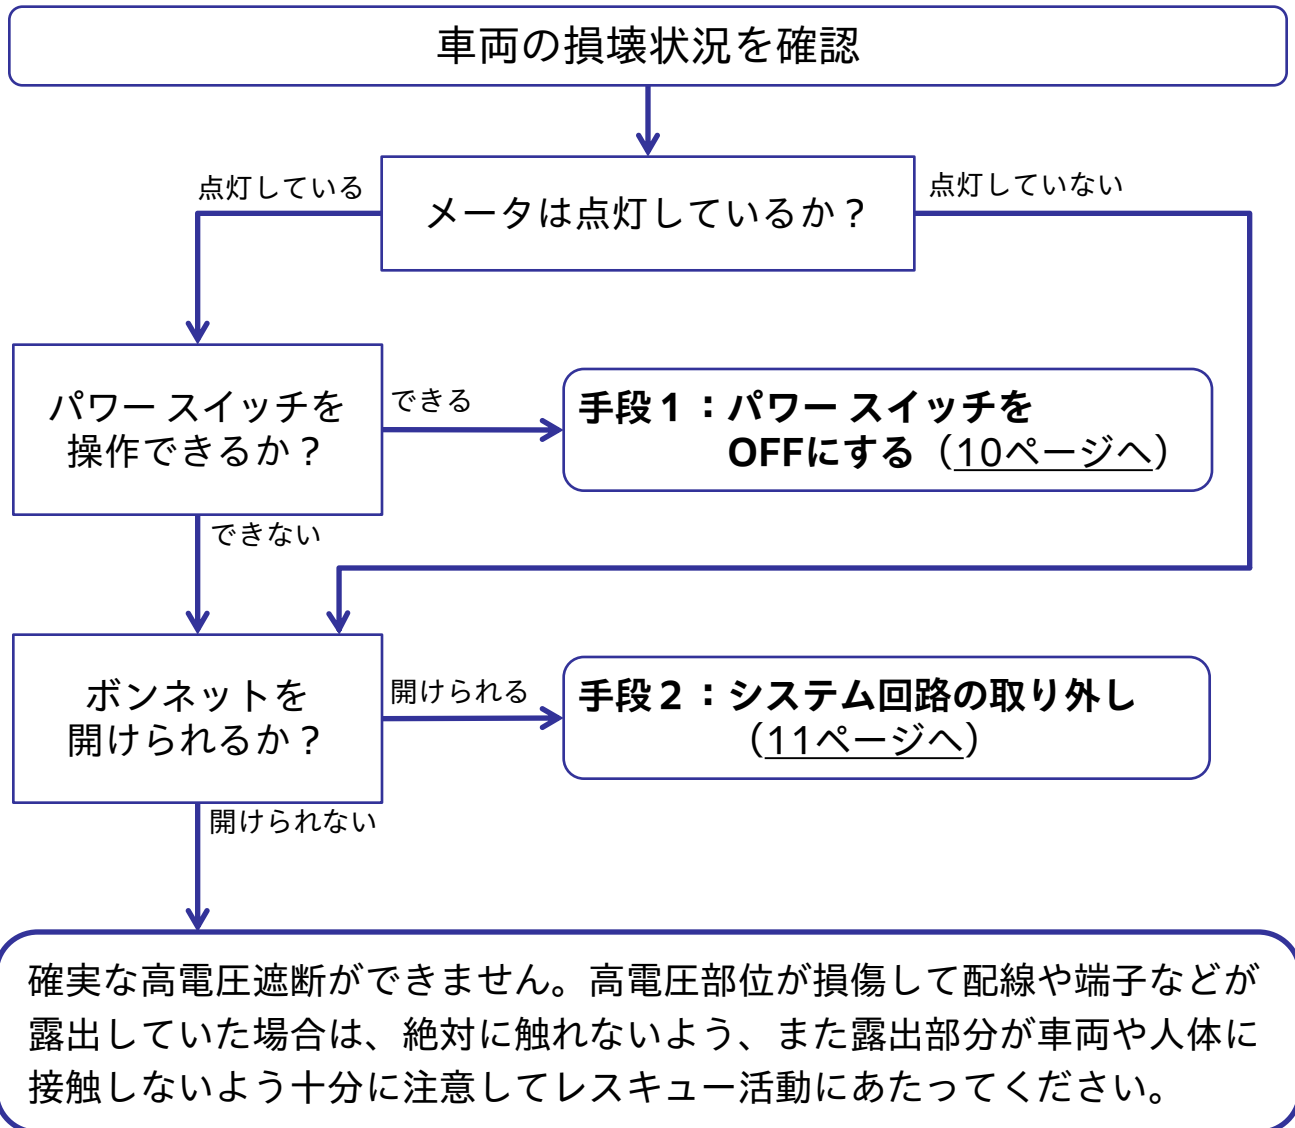 車両の損壊状況を確認
点灯している
メータは点灯しているか？
点灯していない
パワー スイッチを
操作できるか？
できる
手段１：パワー スイッチを
OFFにする（10ページへ）
できない
ボンネットを
開けられるか？
開けられる
手段２：システム回路の取り外し
（11ページへ）
開けられない
確実な高電圧遮断ができません。高電圧部位が損傷して配線や端子などが
露出していた場合は、絶対に触れないよう、また露出部分が車両や人体に
接触しないよう十分に注意してレスキュー活動にあたってください。